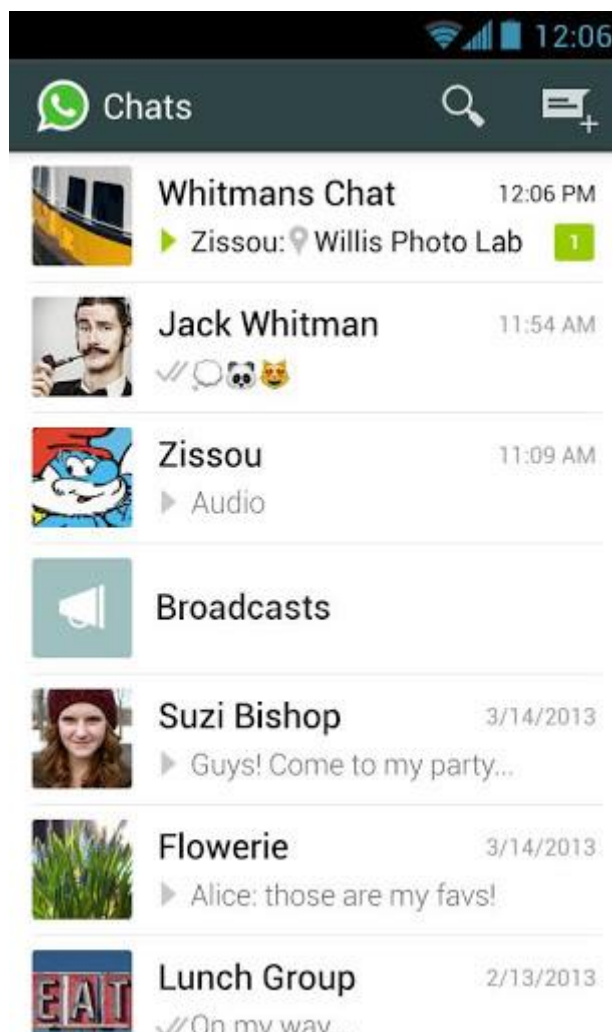 12:06
Chats
Whitmans Chat 12:06 PM
Zissou: Willis Photo Lab 1
Jack Whitman 11:54 AM
💭🐼😻
Zissou 11:09 AM
Audio
Broadcasts
Suzi Bishop 3/14/2013
Guys! Come to my party...
Flowerie 3/14/2013
Alice: those are my favs!
EAT
Lunch Group 2/13/2013
On my way...